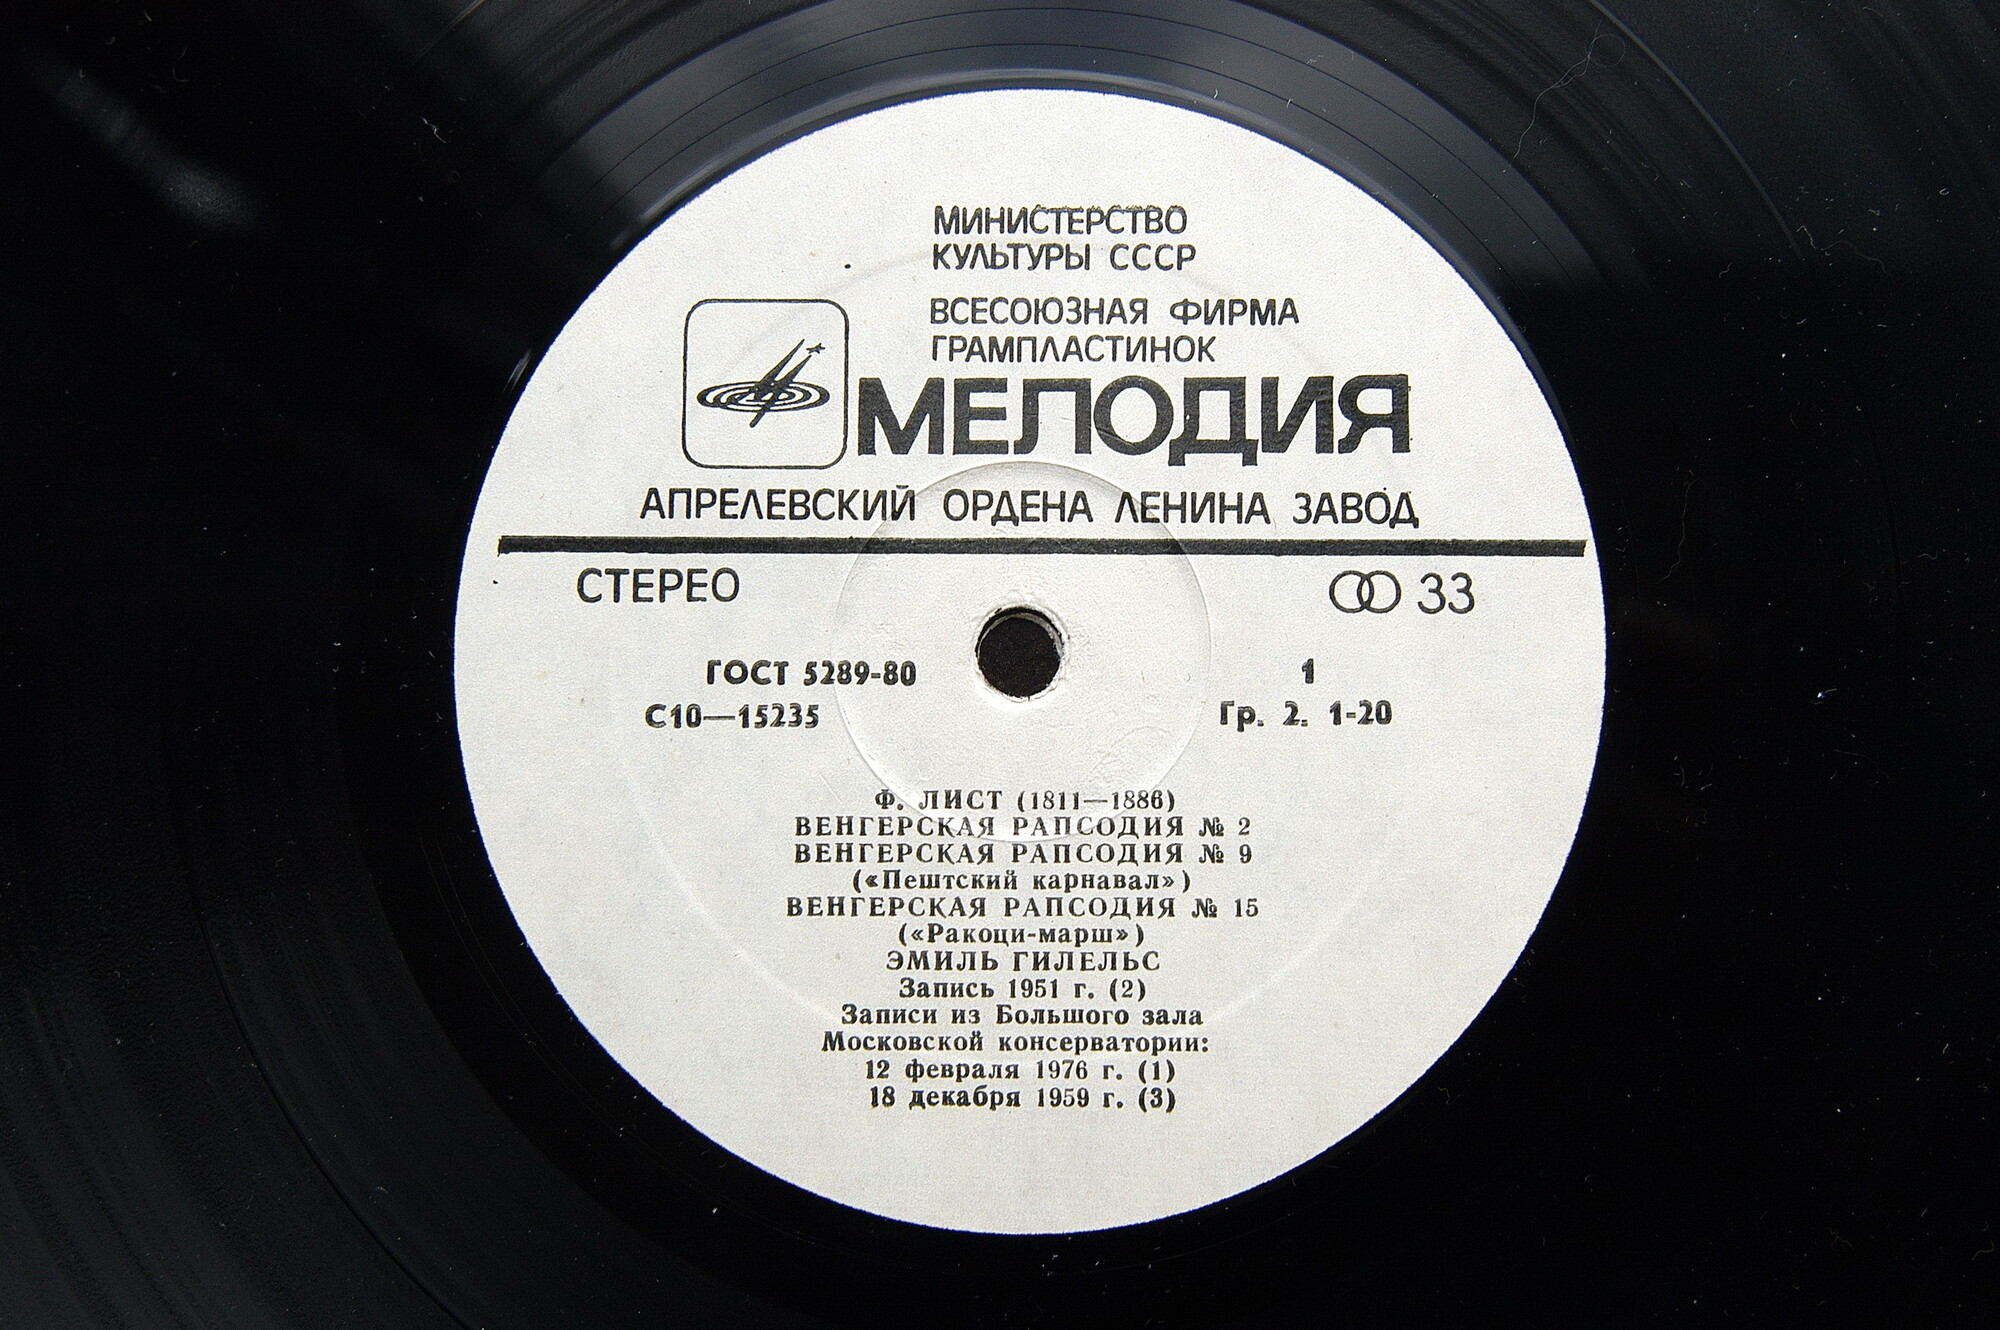 МИНИСТЕРСТВО
КУЛЬТУРЫ СССР
ВСЕСОЮЗНАЯ ФИРМА
ГРАМПЛАСТИНОК
МЕЛОДИЯ
АПРЕЛЕВСКИЙ ОРДЕНА ЛЕНИНА ЗАВОД
СТЕРЕО 33
ГОСТ 5289-80 1
С10—15235 Гр. 2. 1-20
Ф. ЛИСТ (1811—1886)
ВЕНГЕРСКАЯ РАПСОДИЯ № 2
ВЕНГЕРСКАЯ РАПСОДИЯ № 9
(«Пештский карнавал»)
ВЕНГЕРСКАЯ РАПСОДИЯ № 15
(«Ракоци-марш»)
ЭМИЛЬ ГИЛЕЛЬС
Запись 1951 г. (2)
Записи из Большого зала
Московской консерватории:
12 февраля 1976 г. (1)
18 декабря 1959 г. (3)